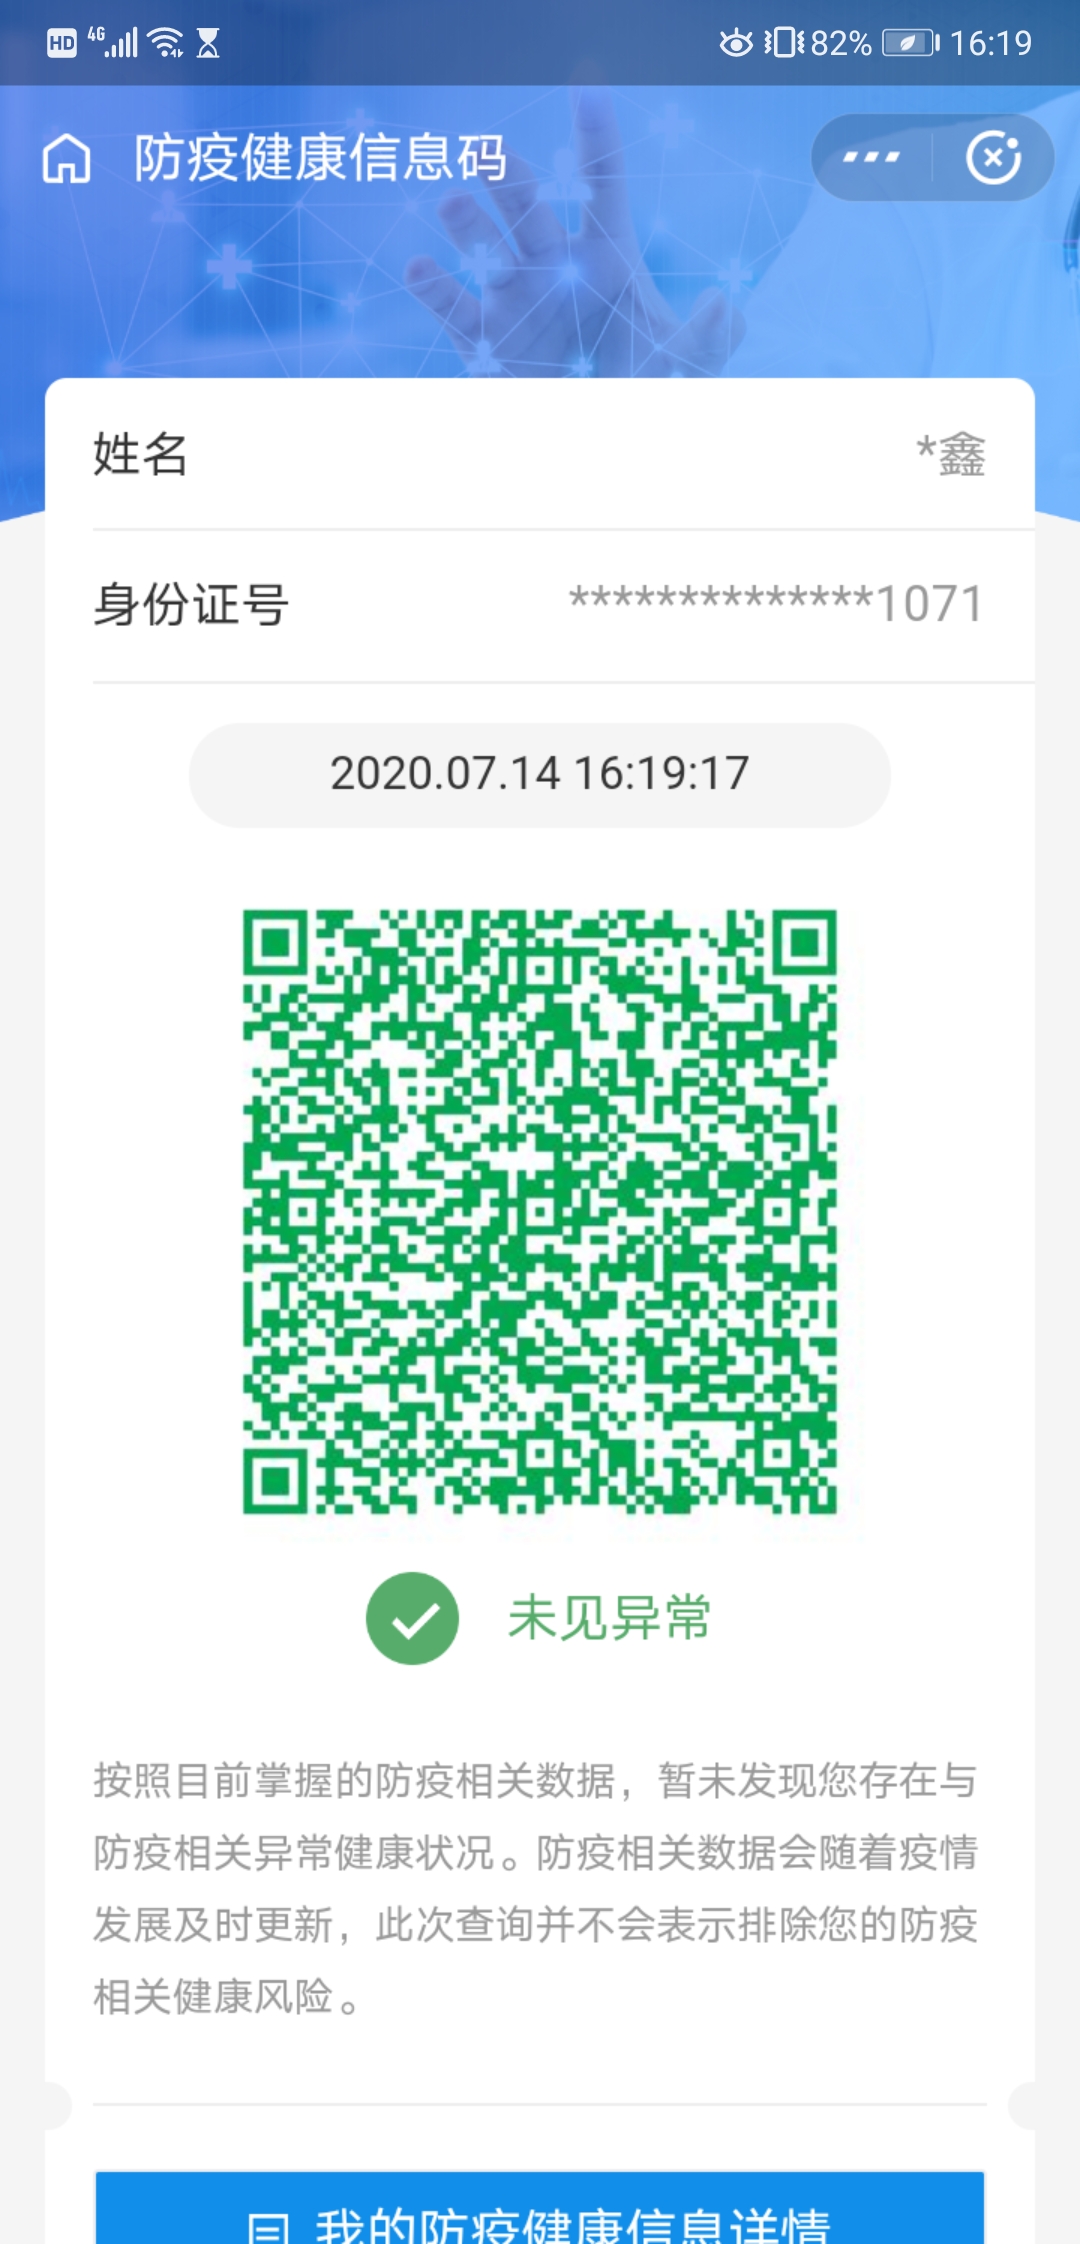 HD 4G 82% 16:19
防疫健康信息码
姓名 *鑫
身份证号 **************1071
2020.07.14 16:19:17
未见异常
按照目前掌握的防疫相关数据，暂未发现您存在与
防疫相关异常健康状况。防疫相关数据会随着疫情
发展及时更新，此次查询并不会表示排除您的防疫
相关健康风险。
我的防疫健康信息详情